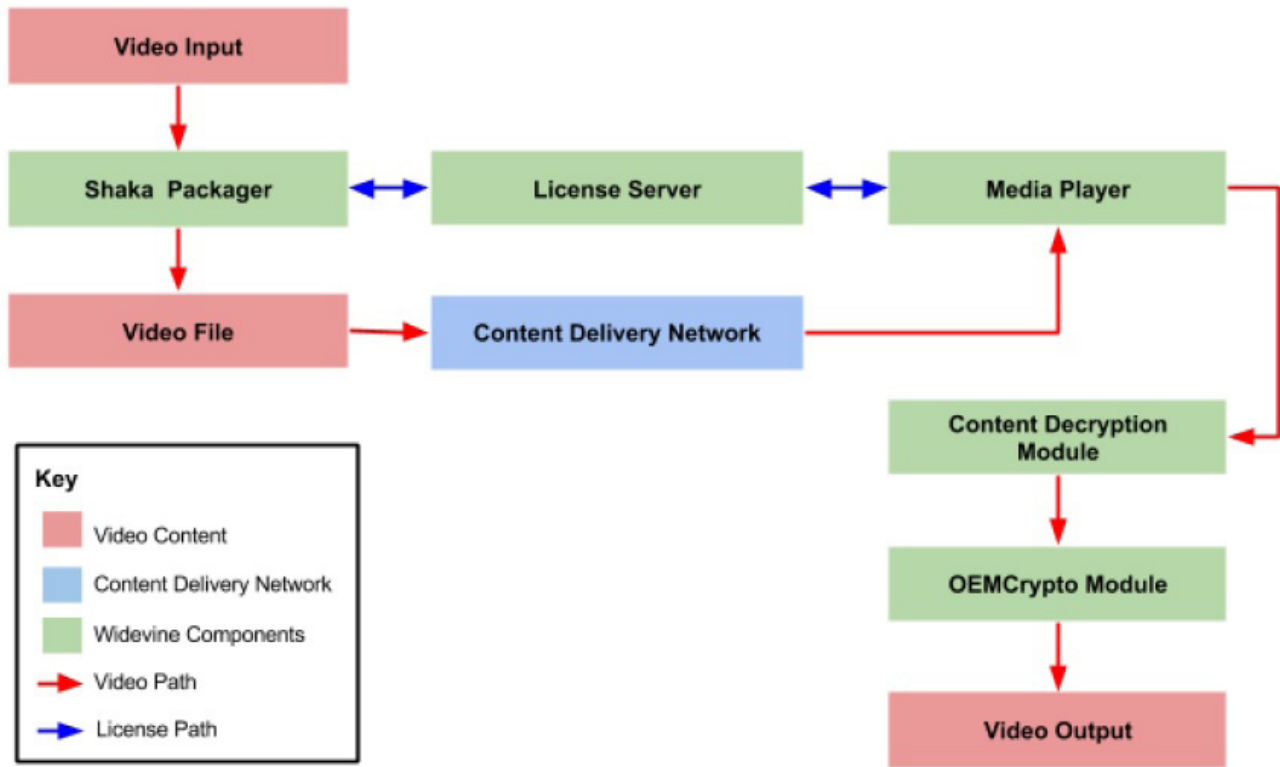 Video Input
Shaka Packager
License Server
Media Player
Video File
Content Delivery Network
Content Decryption
Module
OEMCrypto Module
Video Output
Key
Video Content
Content Delivery Network
Widevine Components
Video Path
License Path